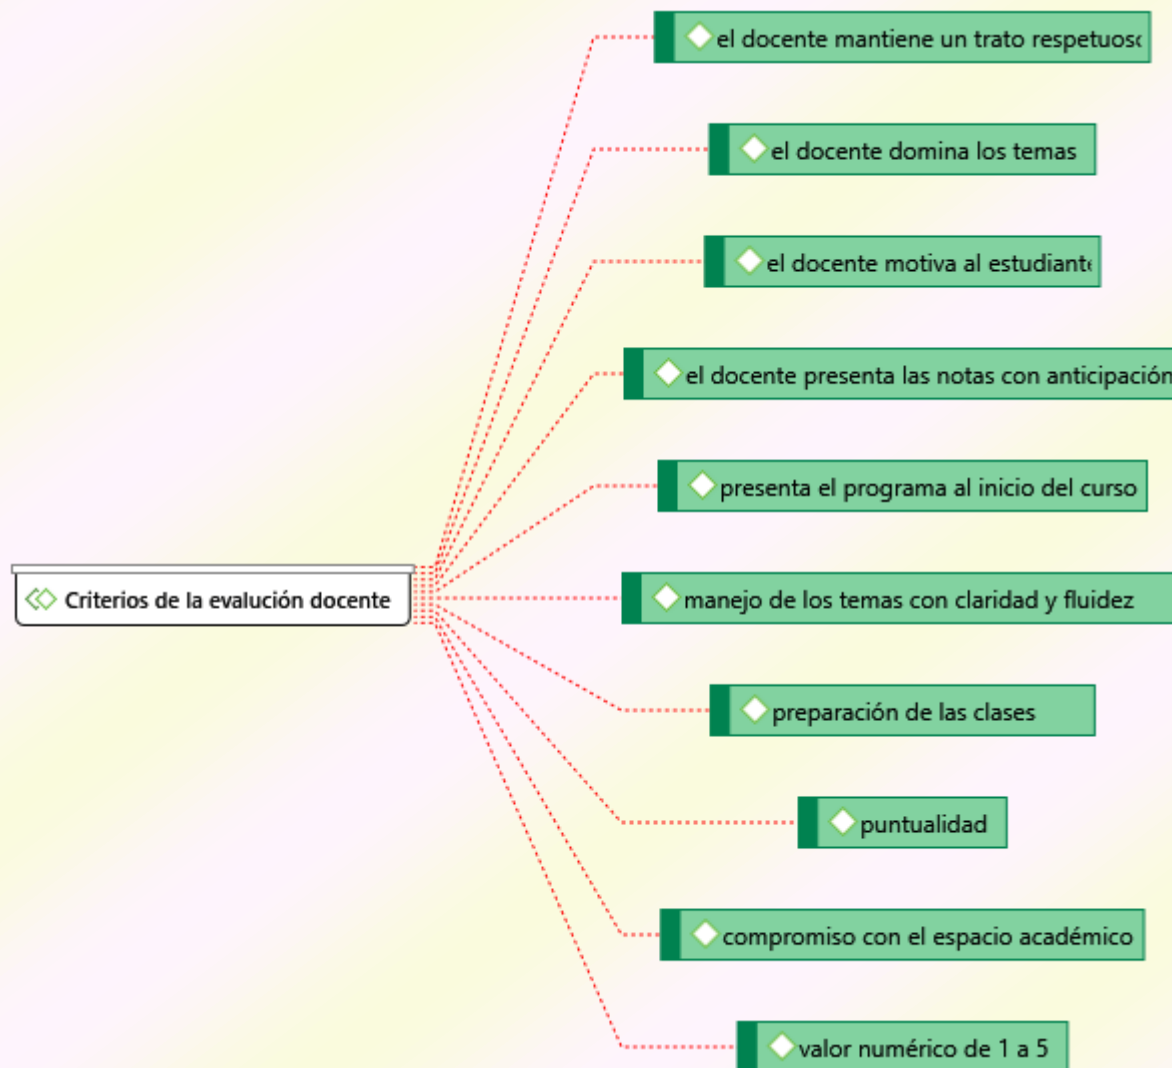 el docente mantiene un trato respetuoso
el docente domina los temas
el docente motiva al estudiante
el docente presenta las notas con anticipación
presenta el programa al inicio del curso
Criterios de la evalución docente
manejo de los temas con claridad y fluidez
preparación de las clases
puntualidad
compromiso con el espacio académico
valor numérico de 1 a 5